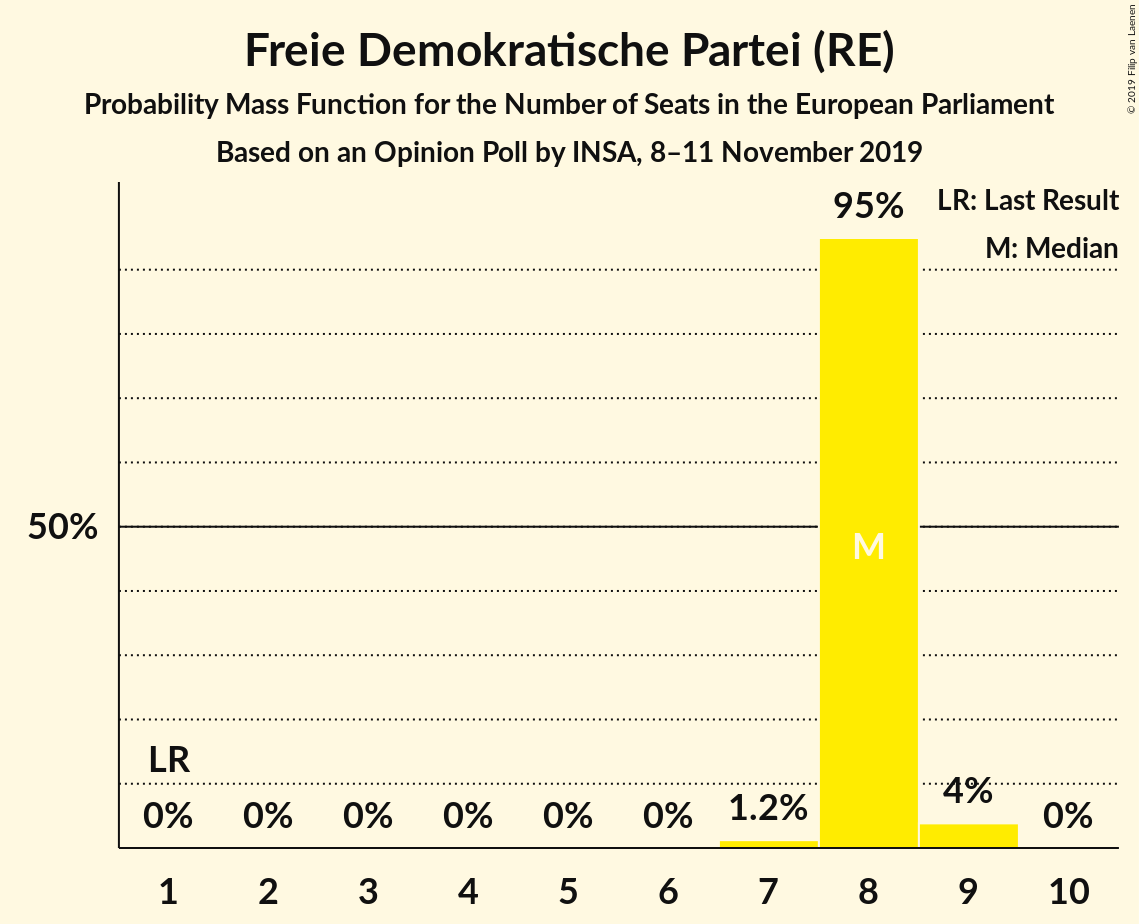 Freie Demokratische Partei (RE)
Probability Mass Function for the Number of Seats in the European Parliament
Based on an Opinion Poll by INSA, 8–11 November 2019
© 2019 Filip van Laenen
LR: Last Result
M: Median
95%
50%
M
LR
0% 0% 0% 0% 0% 0% 1.2% 4% 0%
1 2 3 4 5 6 7 8 9 10